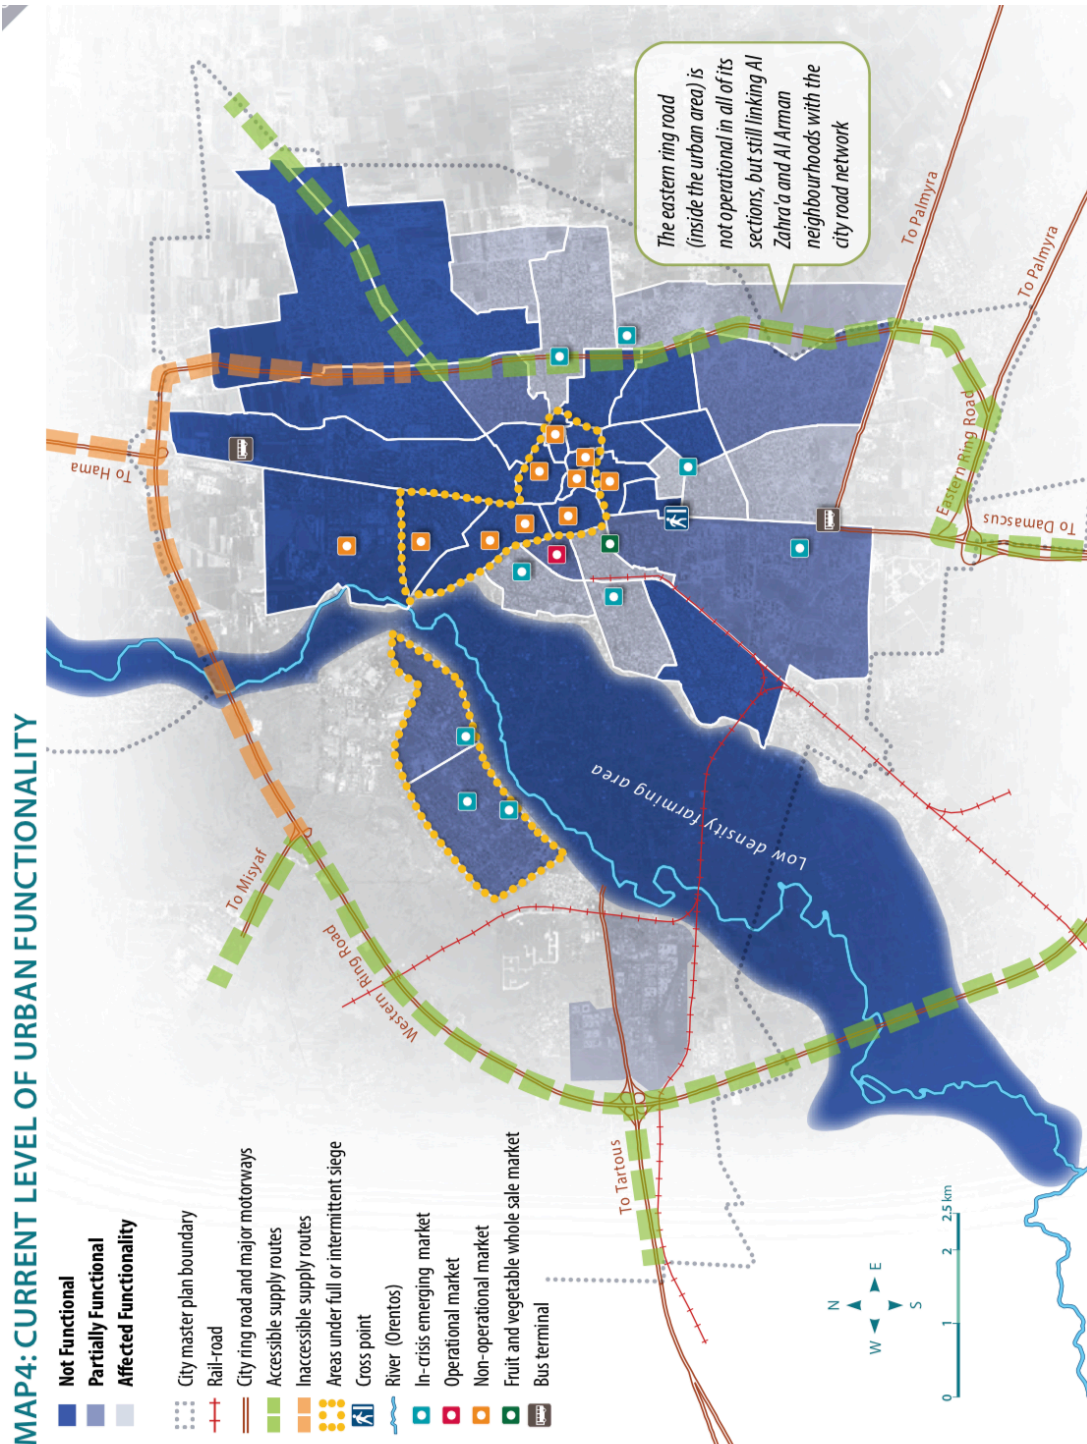 MAP4: CURRENT LEVEL OF URBAN FUNCTIONALITY
Not Functional
Partially Functional
Affected Functionality
City master plan boundary
Rail-road
City ring road and major motorways
Accessible supply routes
Inaccessible supply routes
Areas under full or intermittent siege
Cross point
River (Orentos)
In-crisis emerging market
Operational market
Non-operational market
Fruit and vegetable whole sale market
Bus terminal
To Hama
To Misyaf
Western Ring Road
To Tartous
Low density farming area
The eastern ring road
(inside the urban area) is
not operational in all of its
sections, but still linking Al
Zahra'a and Al Arman
neighbourhoods with the
city road network
To Palmyra
To Palmyra
Eastern Ring Road
To Damascus
N
W
E
S
0
1
2
2,5 km